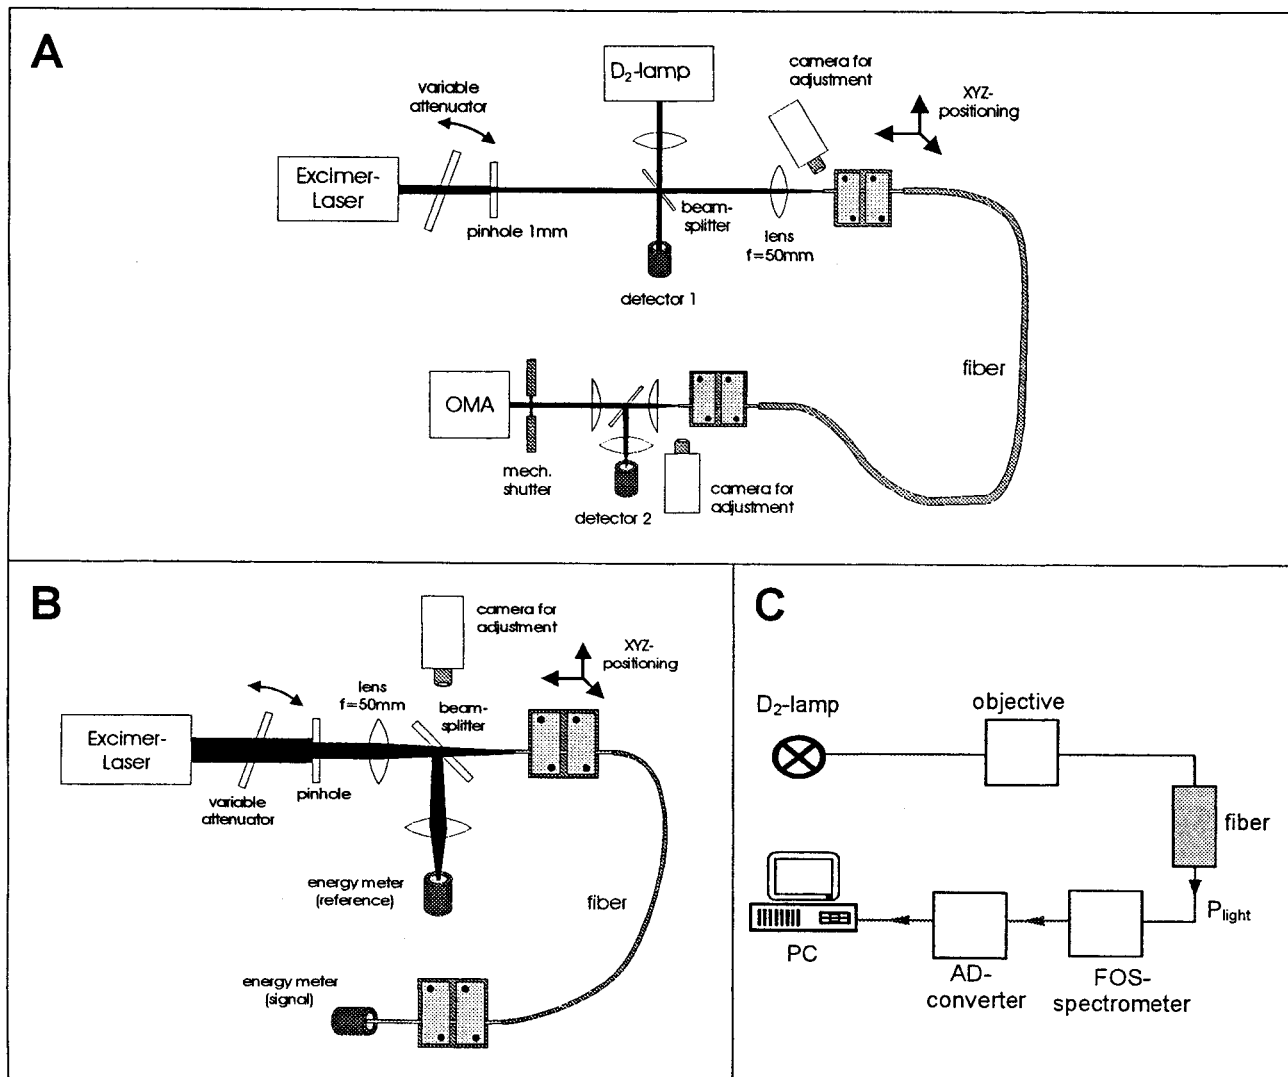 A
D₂-lamp
camera for
adjustment
XYZ-
positioning
variable
attenuator
Excimer-
Laser
pinhole 1mm
beam-
splitter
lens
f=50mm
detector 1
fiber
OMA
mech.
shutter
detector 2
camera for
adjustment
B
camera for
adjustment
XYZ-
positioning
lens
f=50mm
beam-
splitter
Excimer-
Laser
variable
attenuator
pinhole
energy meter
(reference)
fiber
energy meter
(signal)
C
D₂-lamp
objective
fiber
Plight
PC
AD-
converter
FOS-
spectrometer